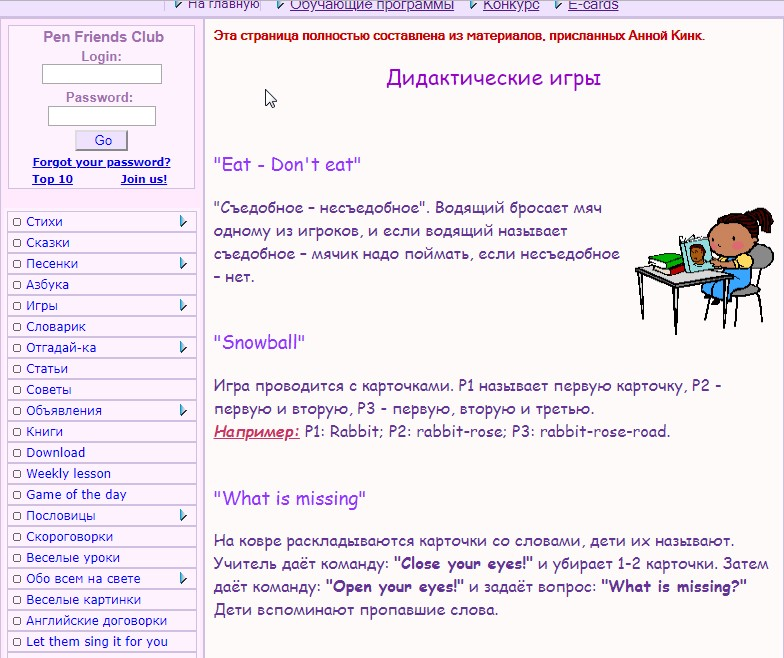 На главную
Обучающие программы
Конкурс
E-cards
Pen Friends Club
Login:
Password:
Go
Forgot your password?
Top 10
Join us!
Стихи
Сказки
Песенки
Азбука
Игры
Словарик
Отгадай-ка
Статьи
Советы
Объявления
Книги
Download
Weekly lesson
Game of the day
Пословицы
Скороговорки
Веселые уроки
Обо всем на свете
Веселые картинки
Английские договорки
Let them sing it for you
Эта страница полностью составлена из материалов, присланных Анной Кинк.
Дидактические игры
"Eat - Don't eat"
"Съедобное – несъедобное". Водящий бросает мяч
одному из игроков, и если водящий называет
съедобное – мячик надо поймать, если несъедобное
– нет.
"Snowball"
Игра проводится с карточками. P1 называет первую карточку, P2 -
первую и вторую, P3 - первую, вторую и третью.
Например: P1: Rabbit; P2: rabbit-rose; P3: rabbit-rose-road.
"What is missing"
На ковре раскладываются карточки со словами, дети их называют.
Учитель даёт команду: "Close your eyes!" и убирает 1-2 карточки. Затем
даёт команду: "Open your eyes!" и задаёт вопрос: "What is missing?"
Дети вспоминают пропавшие слова.